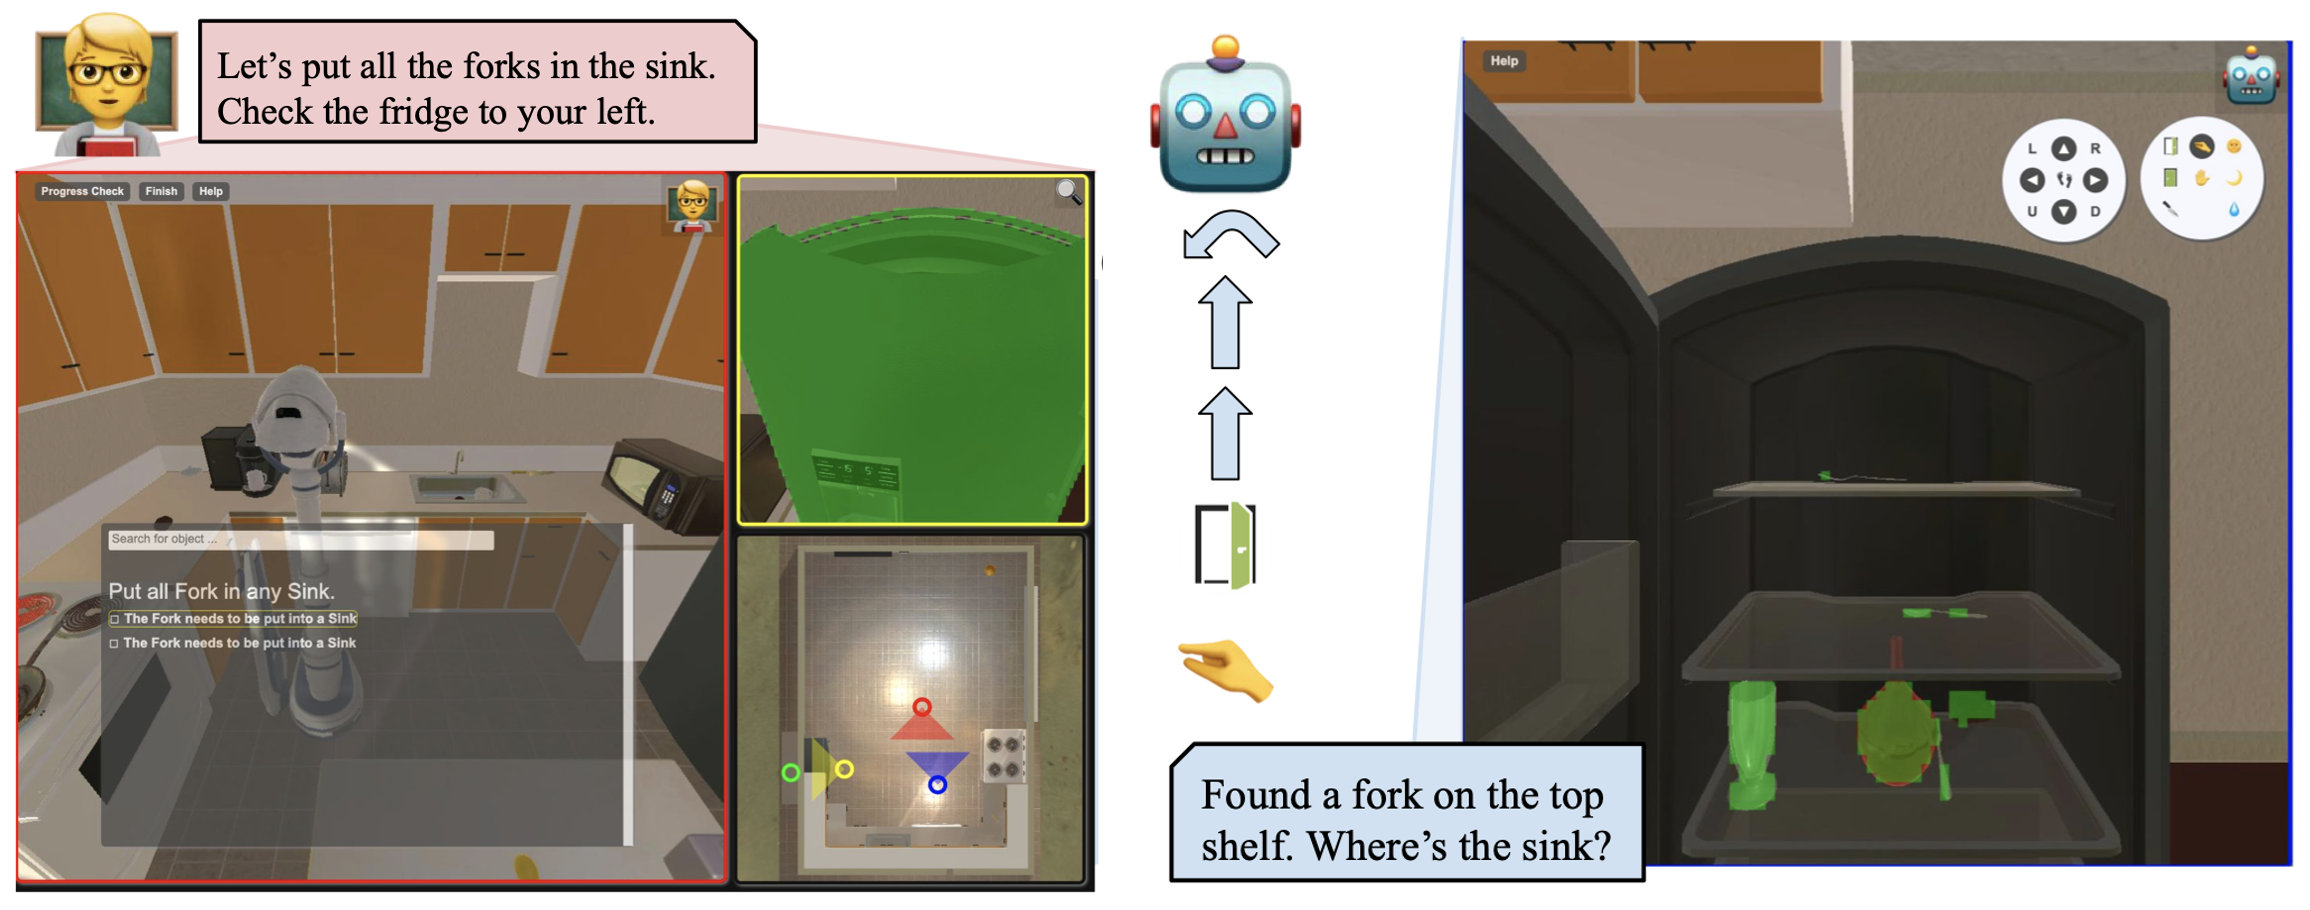 Let's put all the forks in the sink.
Check the fridge to your left.
Progress Check
Finish
Help
Search for object ...
Put all Fork in any Sink.
The Fork needs to be put into a Sink
The Fork needs to be put into a Sink
Help
L
R
U
D
Found a fork on the top
shelf. Where's the sink?